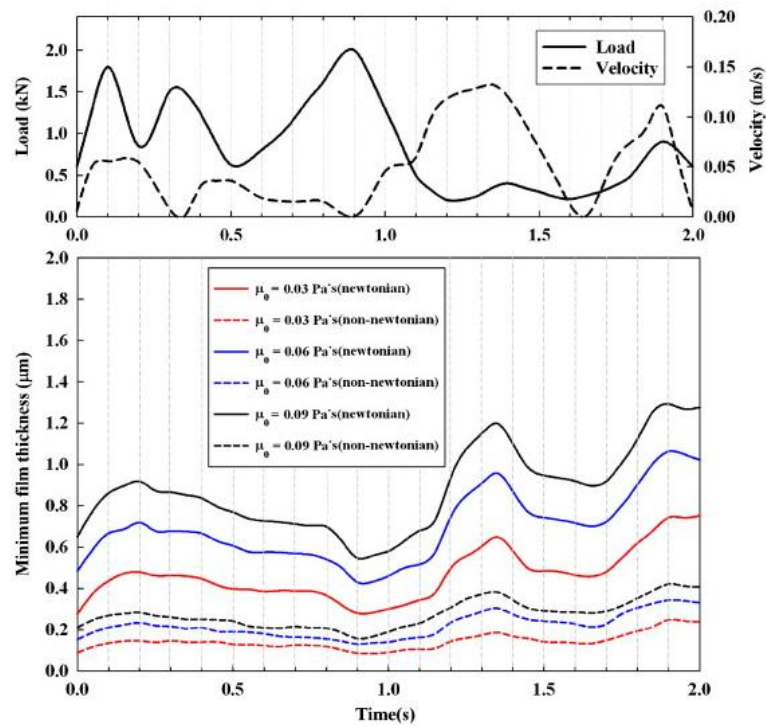 Load (kN)
2.0
1.5
1.0
0.5
0.0
Load
Velocity
0.20
0.15
0.10
0.05
0.00
Velocity (m/s)
0.0 0.5 1.0 1.5 2.0
Minimum film thickness (μm)
2.0
1.8
1.6
1.4
1.2
1.0
0.8
0.6
0.4
0.2
0.0
μ₀ = 0.03 Pa·s(newtonian)
μ₀ = 0.03 Pa·s(non-newtonian)
μ₀ = 0.06 Pa·s(newtonian)
μ₀ = 0.06 Pa·s(non-newtonian)
μ₀ = 0.09 Pa·s(newtonian)
μ₀ = 0.09 Pa·s(non-newtonian)
0.0 0.5 1.0 1.5 2.0
Time(s)